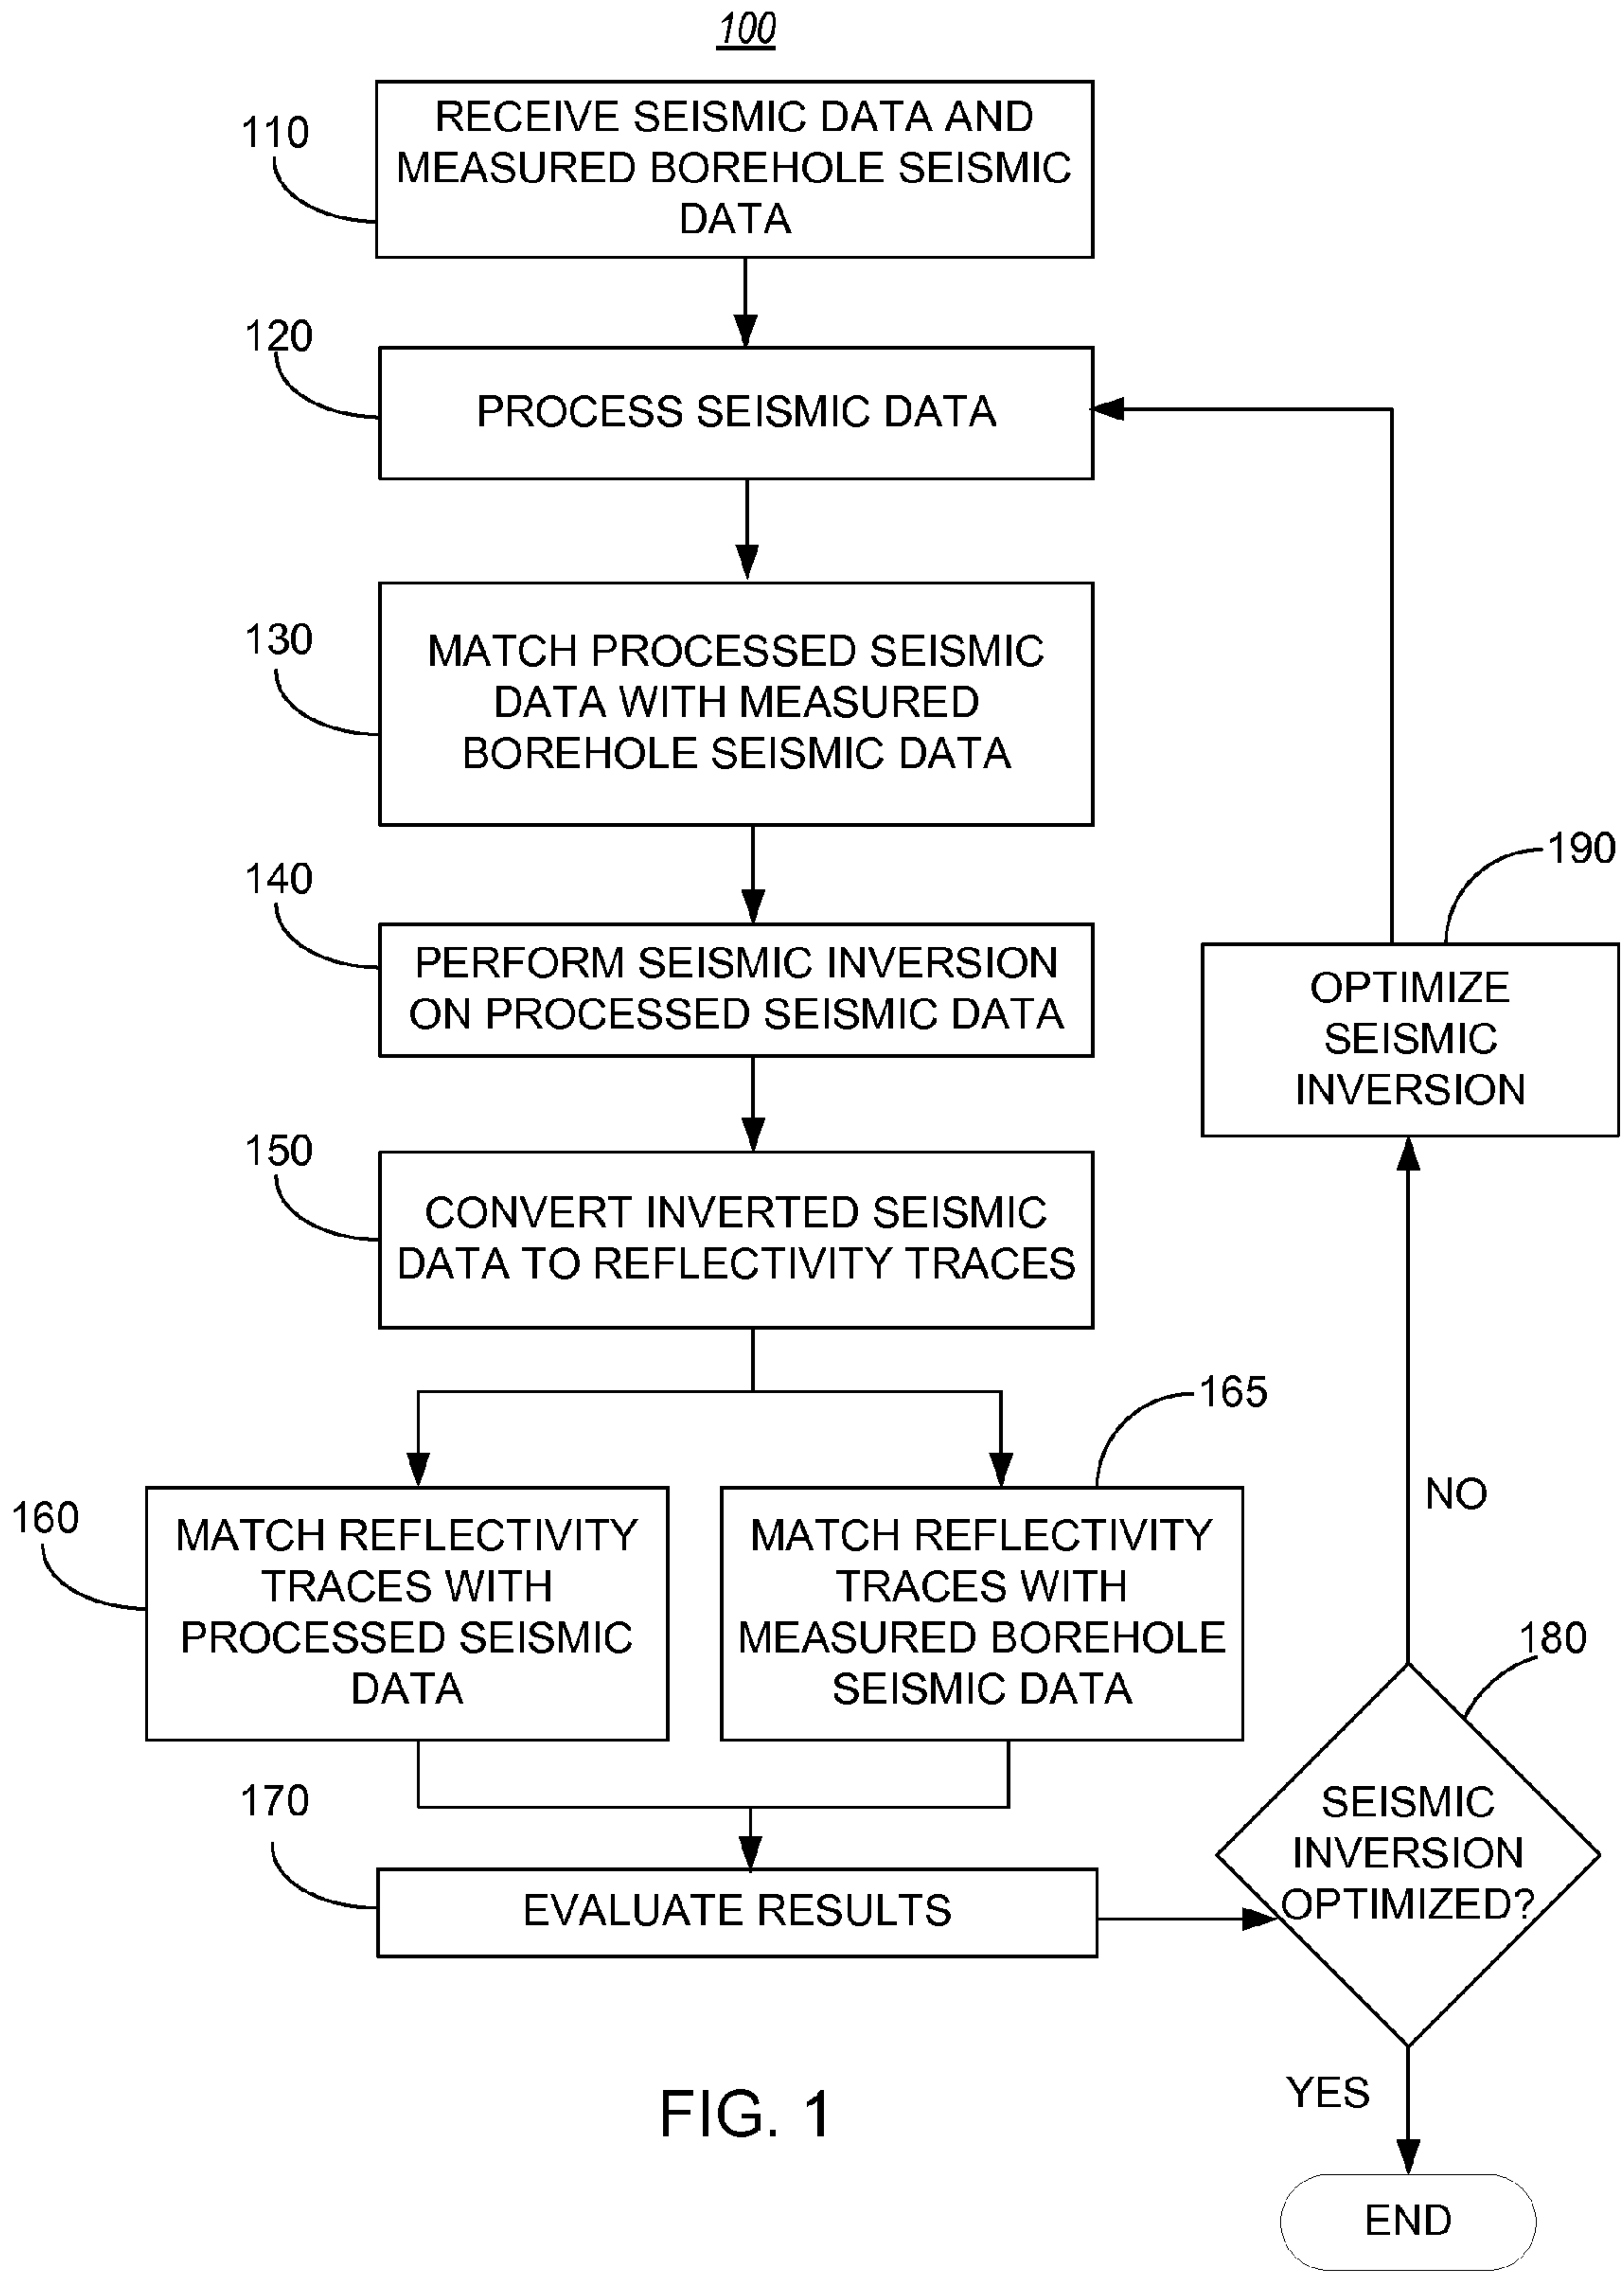 100
110
RECEIVE SEISMIC DATA AND
MEASURED BOREHOLE SEISMIC
DATA
120
PROCESS SEISMIC DATA
130
MATCH PROCESSED SEISMIC
DATA WITH MEASURED
BOREHOLE SEISMIC DATA
140
PERFORM SEISMIC INVERSION
ON PROCESSED SEISMIC DATA
190
OPTIMIZE
SEISMIC
INVERSION
150
CONVERT INVERTED SEISMIC
DATA TO REFLECTIVITY TRACES
160
MATCH REFLECTIVITY
TRACES WITH
PROCESSED SEISMIC
DATA
165
MATCH REFLECTIVITY
TRACES WITH
MEASURED BOREHOLE
SEISMIC DATA
NO
170
EVALUATE RESULTS
180
SEISMIC
INVERSION
OPTIMIZED?
YES
END
FIG. 1